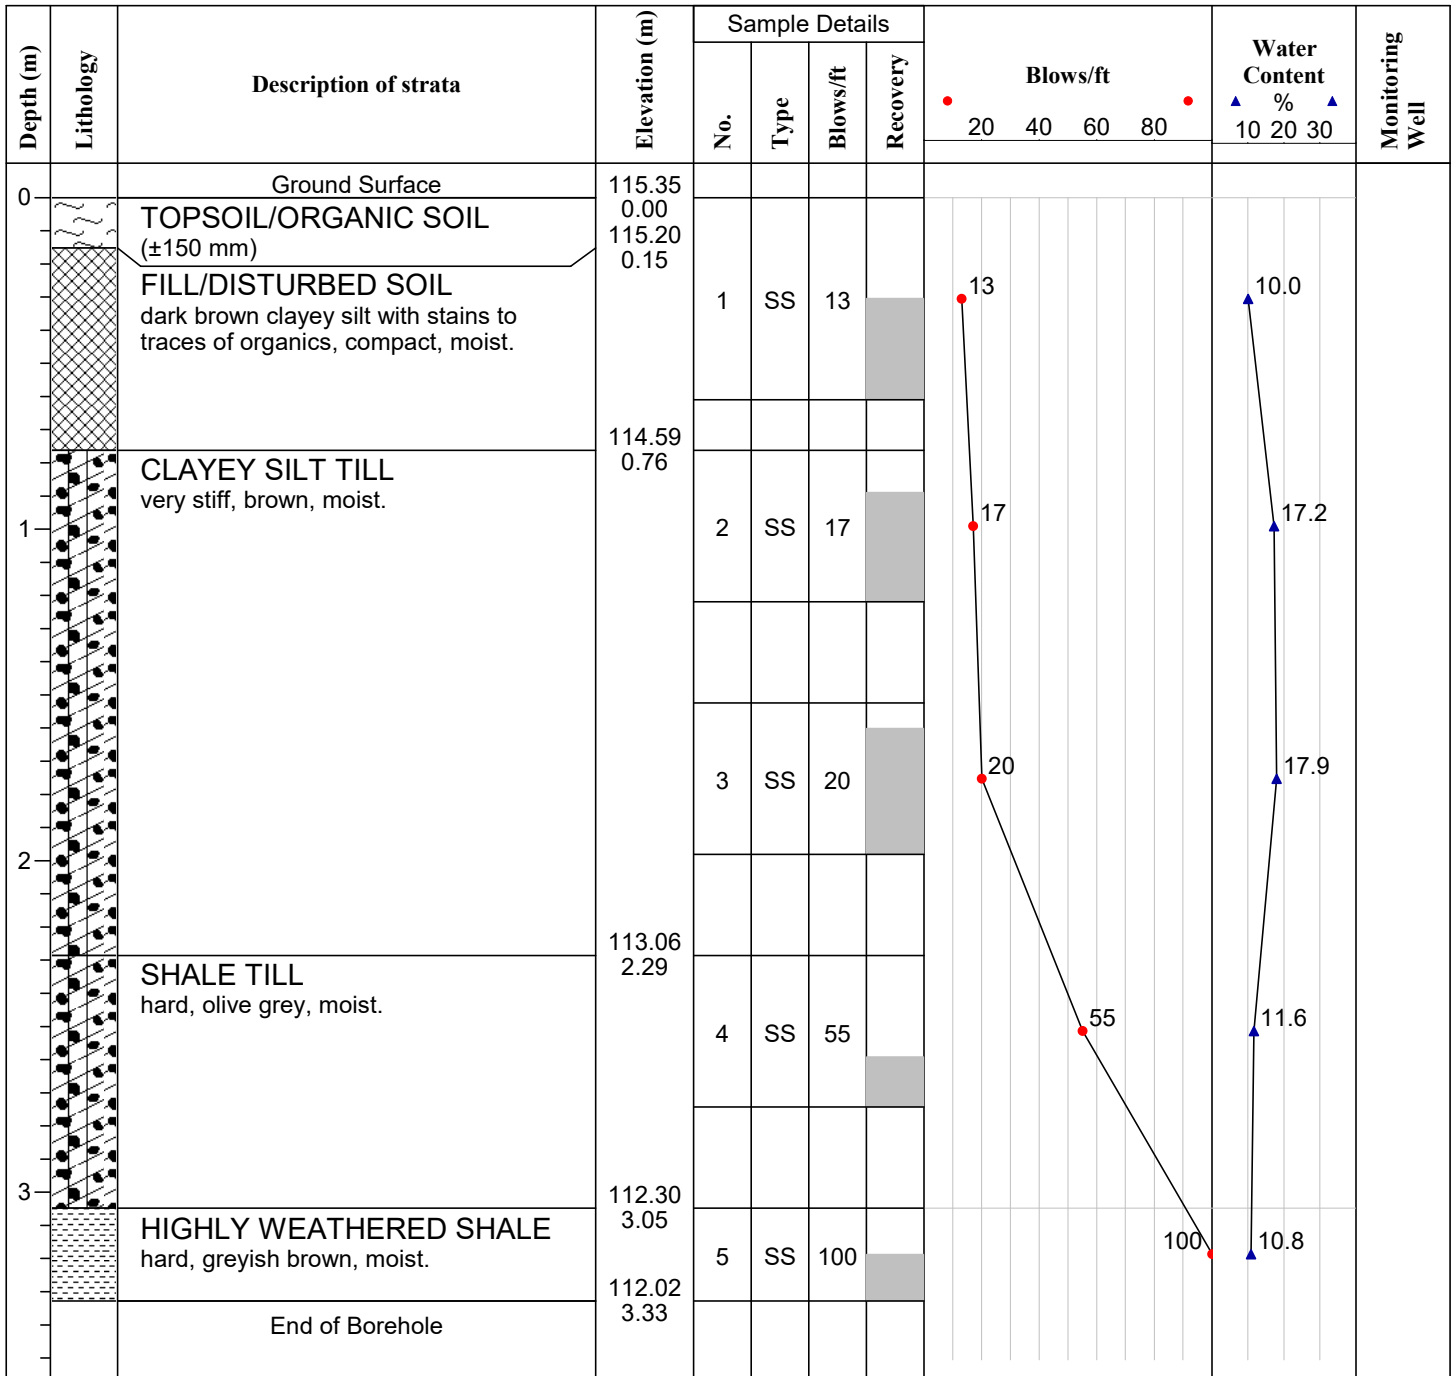 Depth (m)
Lithology
Description of strata
Elevation (m)
Sample Details
No.
Type
Blows/ft
Recovery
Blows/ft
20 40 60 80
Water
Content
%
10 20 30
Monitoring
Well
Ground Surface
115.35
0
0.00
TOPSOIL/ORGANIC SOIL
(±150 mm)
115.20
0.15
FILL/DISTURBED SOIL
dark brown clayey silt with stains to
traces of organics, compact, moist.
1 SS 13
13
10.0
114.59
0.76
CLAYEY SILT TILL
very stiff, brown, moist.
1
2 SS 17
17
17.2
3 SS 20
20
17.9
2
113.06
2.29
SHALE TILL
hard, olive grey, moist.
4 SS 55
55
11.6
3
112.30
3.05
HIGHLY WEATHERED SHALE
hard, greyish brown, moist.
5 SS 100
100
10.8
112.02
3.33
End of Borehole